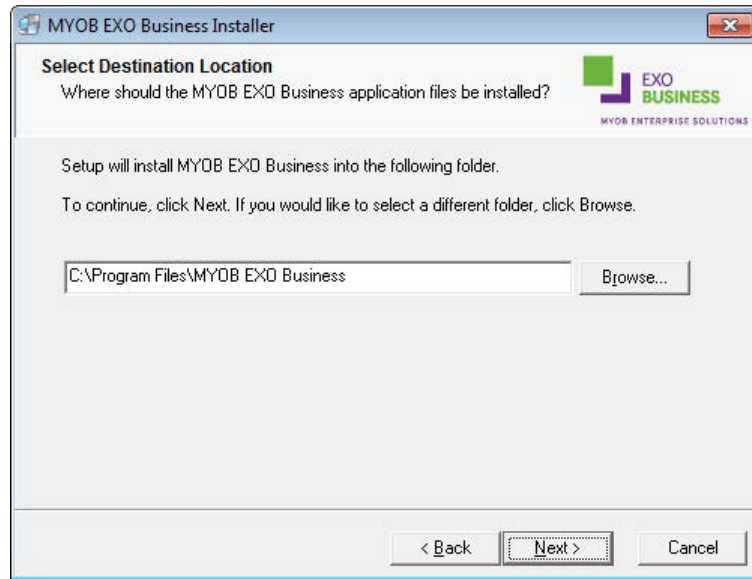 MYOB EXO Business Installer
Select Destination Location
Where should the MYOB EXO Business application files be installed?
EXO
BUSINESS
MYOB ENTERPRISE SOLUTIONS
Setup will install MYOB EXO Business into the following folder.
To continue, click Next. If you would like to select a different folder, click Browse.
C:\Program Files\MYOB EXO Business
Browse...
< Back
Next >
Cancel